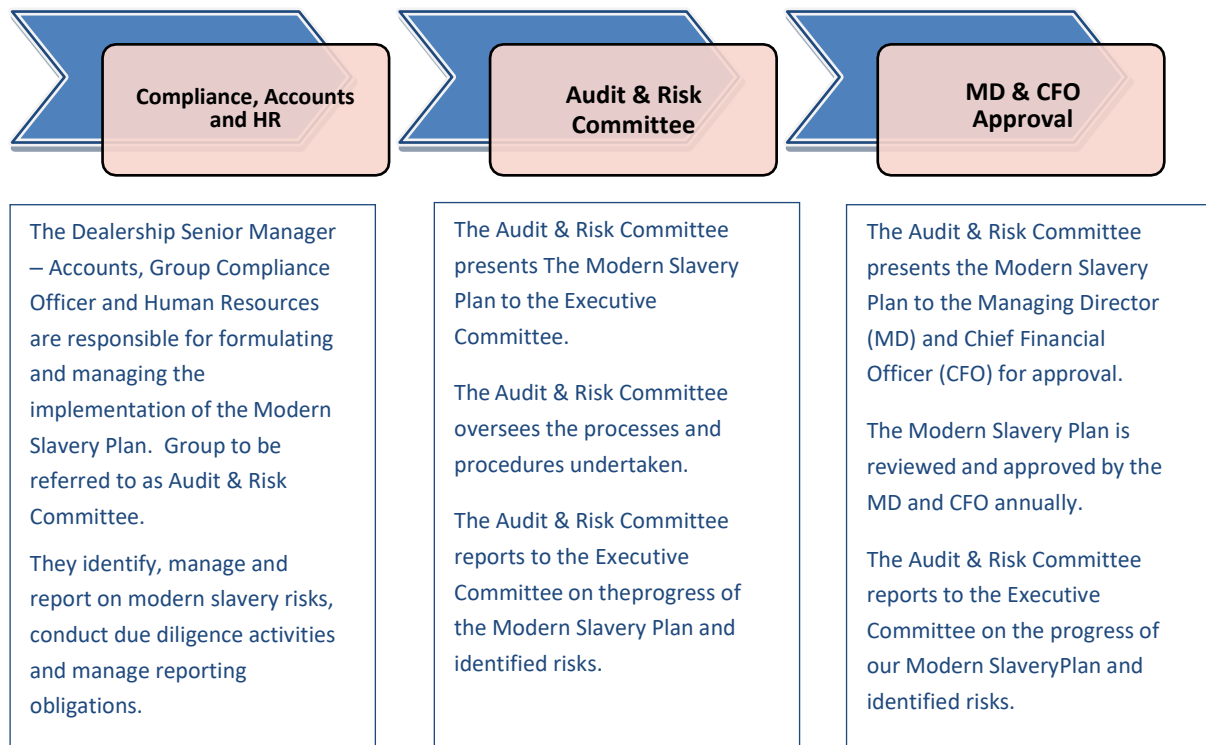 Compliance, Accounts
and HR
Audit & Risk
Committee
MD & CFO
Approval
The Dealership Senior Manager
– Accounts, Group Compliance
Officer and Human Resources
are responsible for formulating
and managing the
implementation of the Modern
Slavery Plan.  Group to be
referred to as Audit & Risk
Committee.
They identify, manage and
report on modern slavery risks,
conduct due diligence activities
and manage reporting
obligations.
The Audit & Risk Committee
presents The Modern Slavery
Plan to the Executive
Committee.
The Audit & Risk Committee
oversees the processes and
procedures undertaken.
The Audit & Risk Committee
reports to the Executive
Committee on theprogress of
the Modern Slavery Plan and
identified risks.
The Audit & Risk Committee
presents the Modern Slavery
Plan to the Managing Director
(MD) and Chief Financial
Officer (CFO) for approval.
The Modern Slavery Plan is
reviewed and approved by the
MD and CFO annually.
The Audit & Risk Committee
reports to the Executive
Committee on the progress of
our Modern SlaveryPlan and
identified risks.